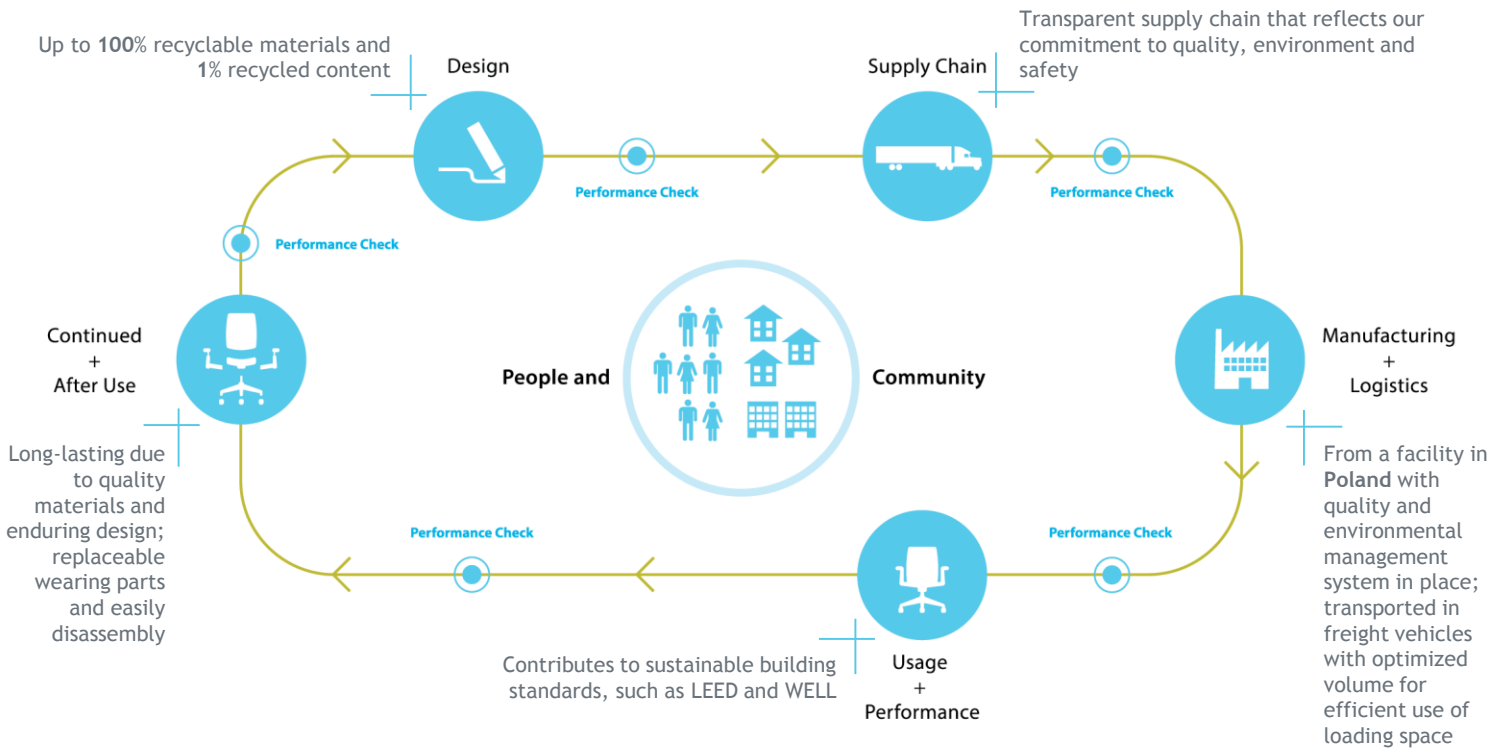 Up to 100% recyclable materials and
1% recycled content
Design
Supply Chain
Transparent supply chain that reflects our
commitment to quality, environment and
safety
Performance Check
Performance Check
Performance Check
Continued
+
After Use
Long-lasting due
to quality
materials and
enduring design;
replaceable
wearing parts
and easily
disassembly
People and
Community
Manufacturing
+
Logistics
From a facility in
Poland with
quality and
environmental
management
system in place;
transported in
freight vehicles
with optimized
volume for
efficient use of
loading space
Performance Check
Performance Check
Contributes to sustainable building
standards, such as LEED and WELL
Usage
+
Performance